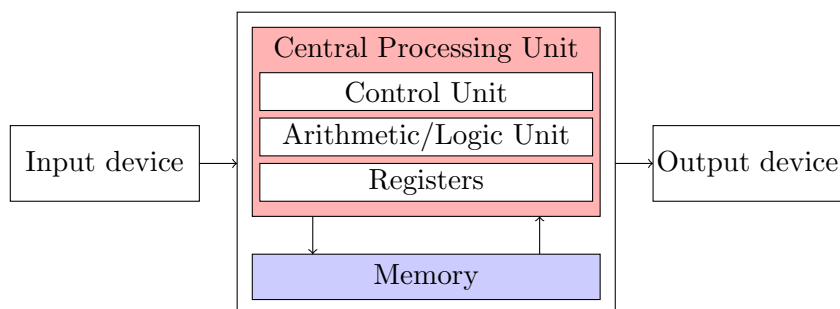 Central Processing Unit
Control Unit
Arithmetic/Logic Unit
Input device
Output device
Registers
Memory